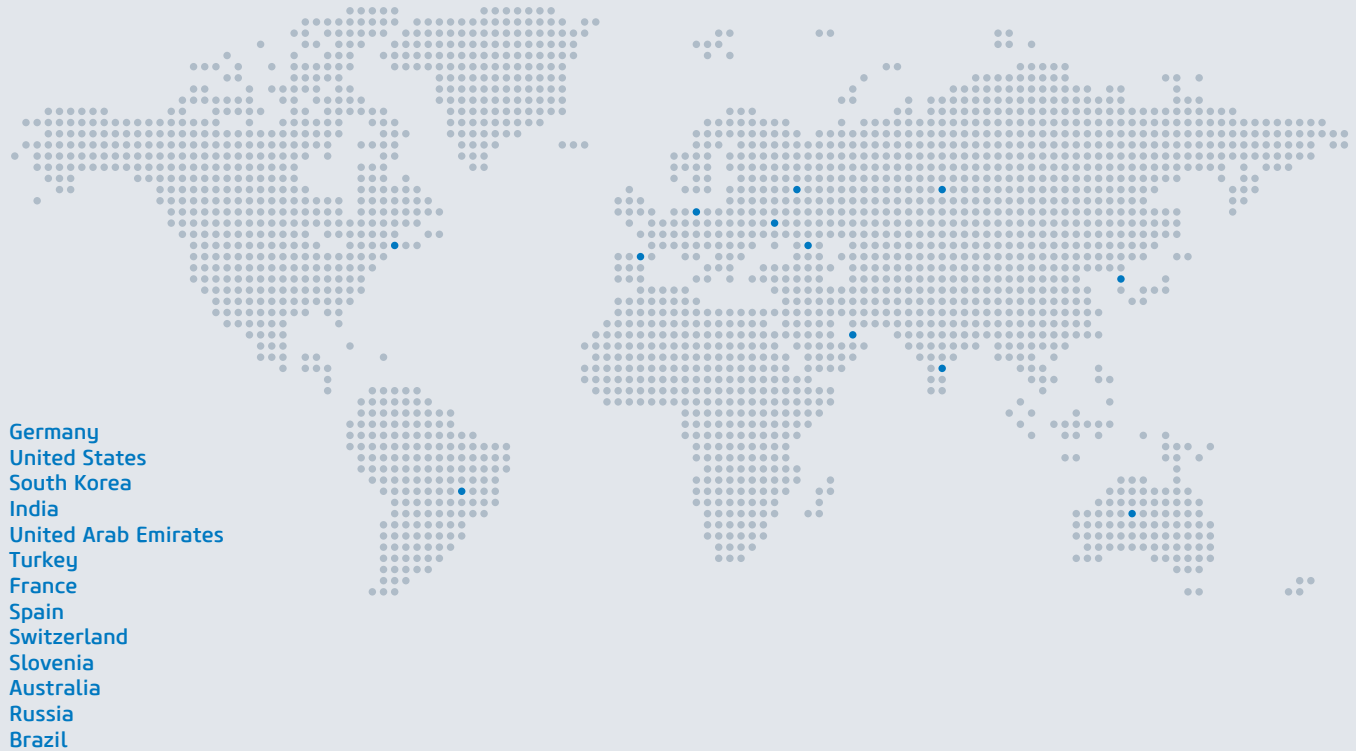 Germany
United States
South Korea
India
United Arab Emirates
Turkey
France
Spain
Switzerland
Slovenia
Australia
Russia
Brazil